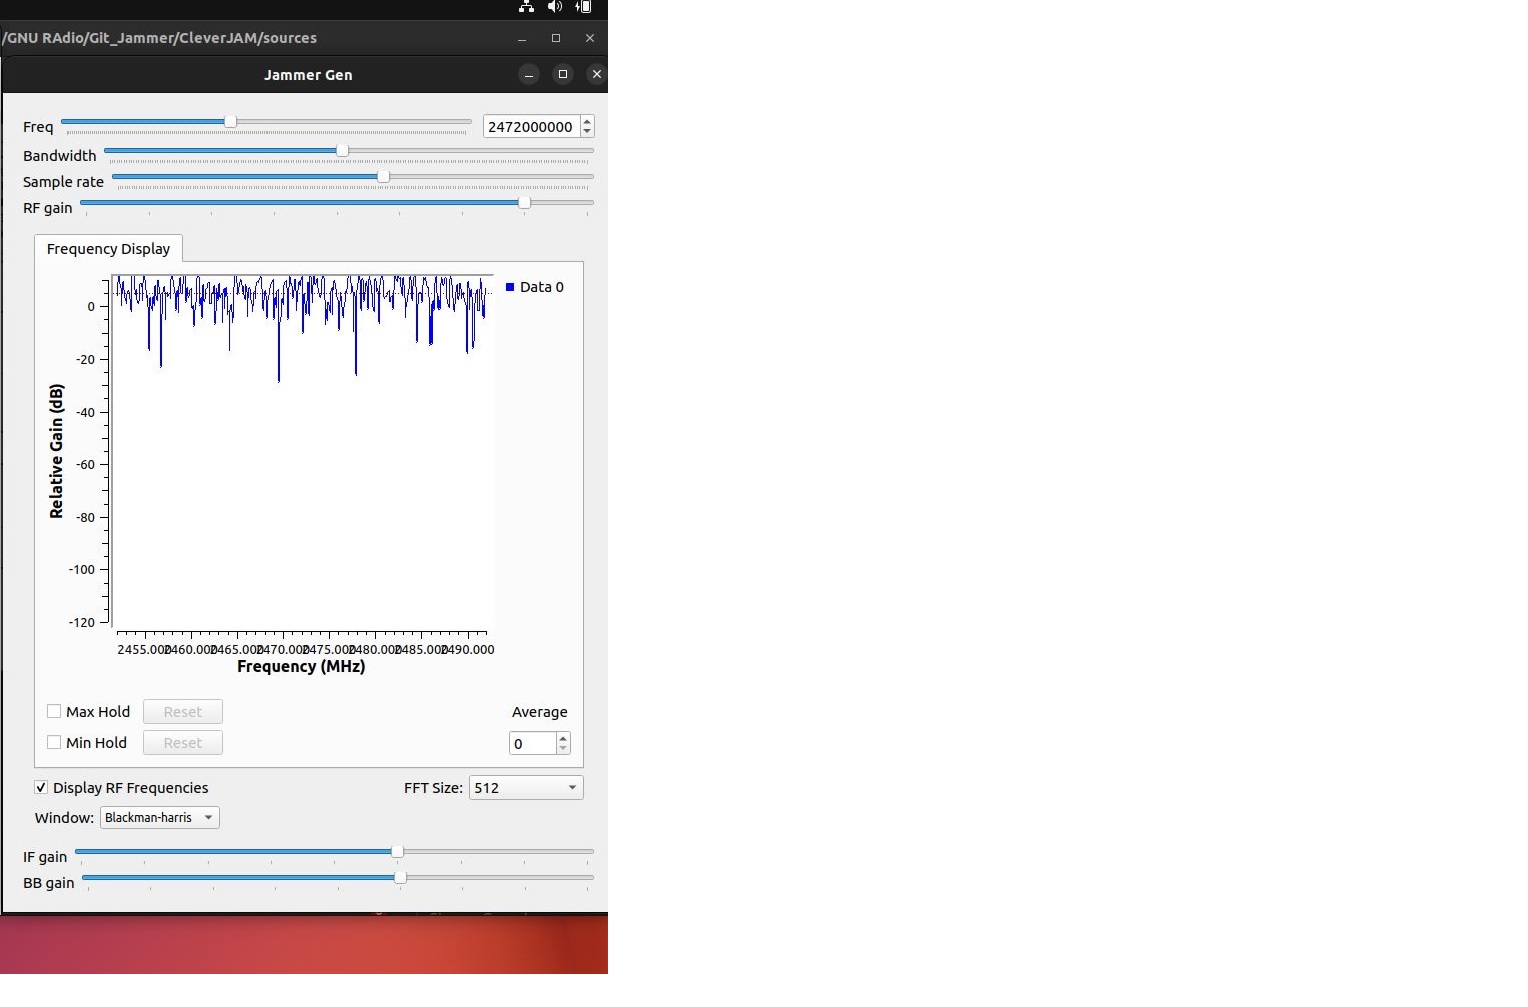 /GNU RAdio/Git_Jammer/CleverJAM/sources
Jammer Gen
Freq 2472000000
Bandwidth
Sample rate
RF gain
Frequency Display
Data 0
0
-20
-40
-60
-80
-100
-120
Relative Gain (dB)
2455.000 2460.000 2465.000 2470.000 2475.000 2480.000 2485.000 2490.000
Frequency (MHz)
Max Hold Reset Average
Min Hold Reset 0
Display RF Frequencies FFT Size: 512
Window: Blackman-harris
IF gain
BB gain